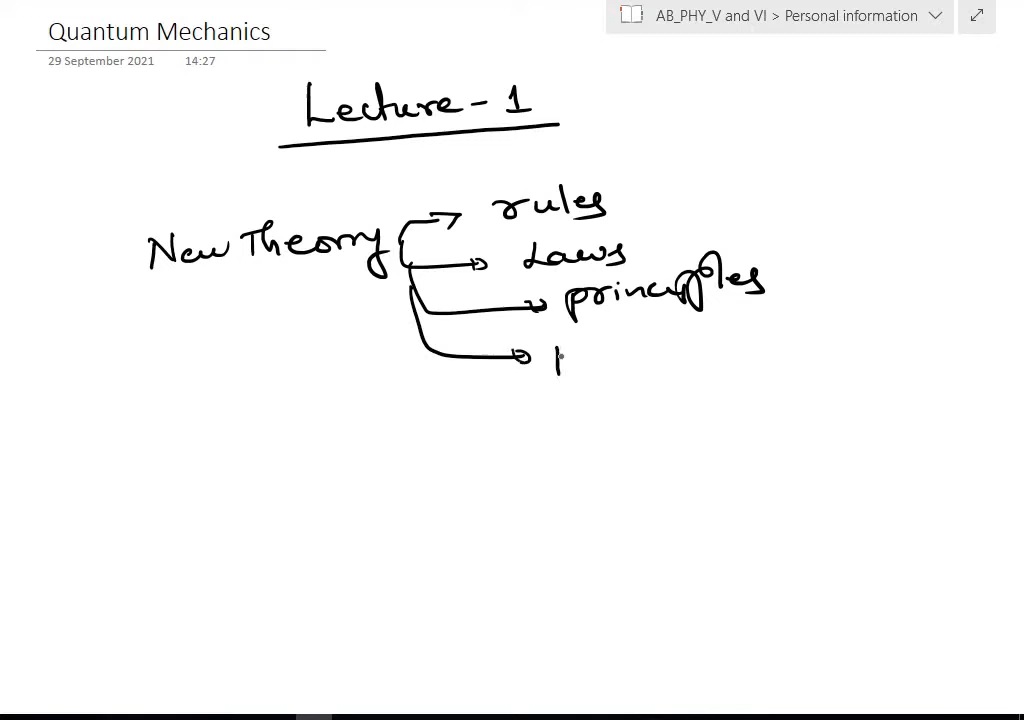 AB_PHY_V and VI > Personal information
Quantum Mechanics
29 September 2021 14:27
Lecture - 1
New Theory
rules
Laws
principles